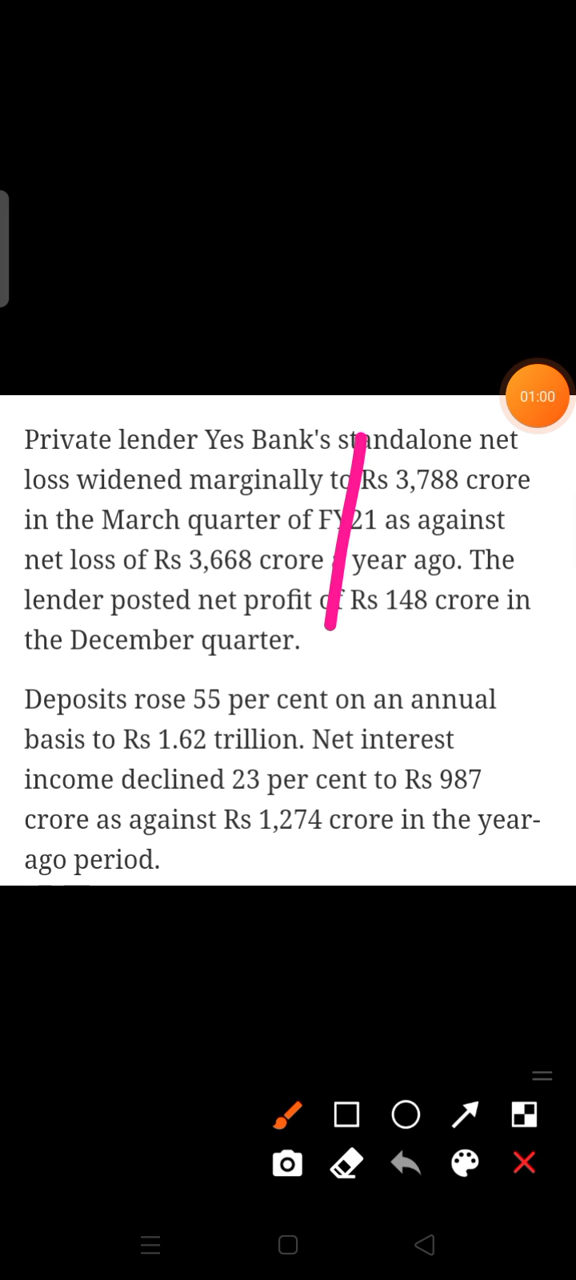 01:00
Private lender Yes Bank's standalone net
loss widened marginally to Rs 3,788 crore
in the March quarter of FY21 as against
net loss of Rs 3,668 crore a year ago. The
lender posted net profit of Rs 148 crore in
the December quarter.
Deposits rose 55 per cent on an annual
basis to Rs 1.62 trillion. Net interest
income declined 23 per cent to Rs 987
crore as against Rs 1,274 crore in the year-
ago period.